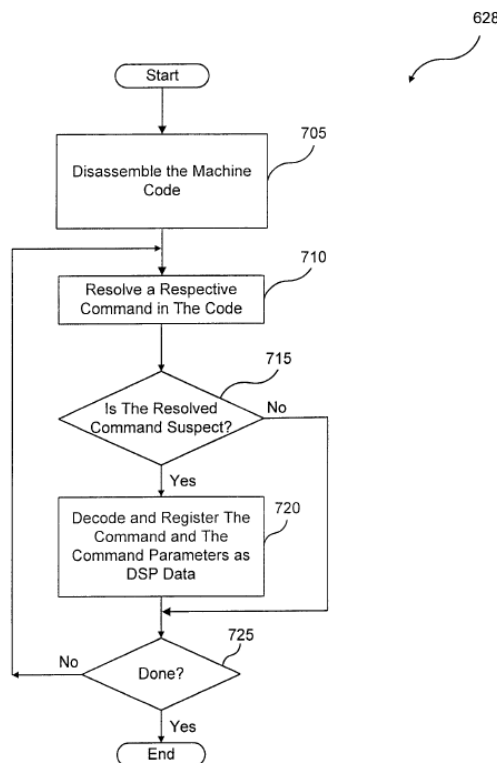 628
Start
705
Disassemble the Machine
Code
710
Resolve a Respective
Command in The Code
715
Is The Resolved
Command Suspect?
No
Yes
720
Decode and Register The
Command and The
Command Parameters as
DSP Data
725
No
Done?
Yes
End